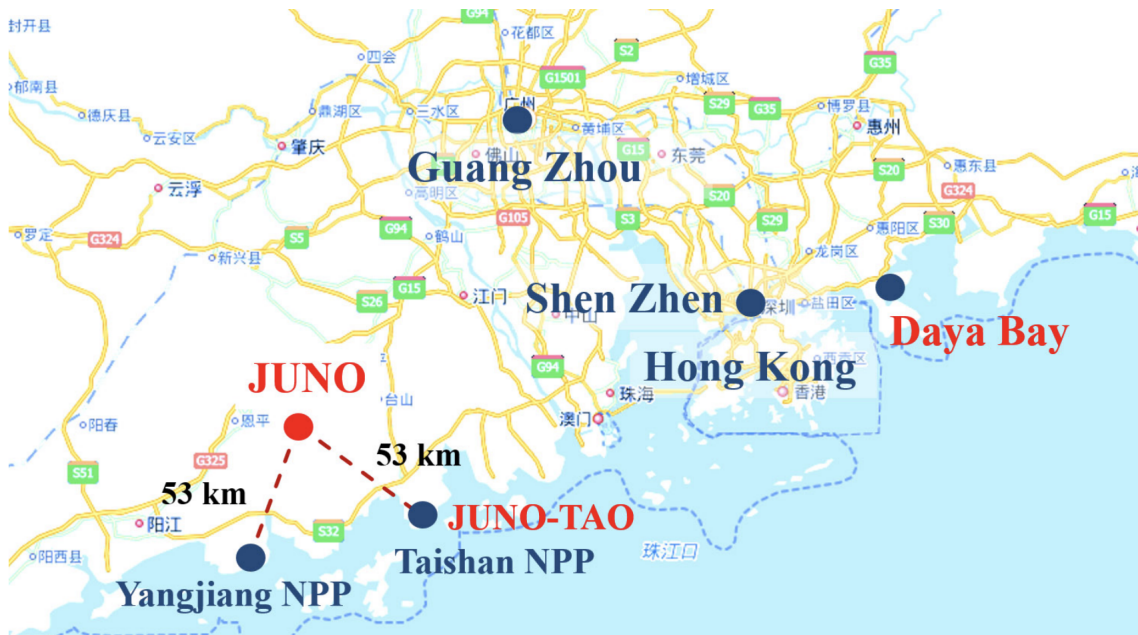 封开县
G94
花都区
S2
四会
G35
G1501
增城区
郁南县
广州
S29
G35
博罗县
德庆县
鼎湖区
三水区
惠州
云安区
黄埔区
肇庆
佛山
G15
东莞
惠东县
Guang Zhou
S20
云浮
高明区
S20
G324
G105
S3
S29
G15
罗定
G324
S5
G94
鹤山
惠阳区
S30
新兴县
龙岗区
G15
江门
S26
Shen Zhen
深圳
盐田区
中山
Daya Bay
G94
Hong Kong
西贡区
JUNO
珠海
香港
台山
澳门
阳春
恩平
53 km
G325
S51
53 km
阳江
S32
JUNO-TAO
珠江口
阳西县
Taishan NPP
Yangjiang NPP